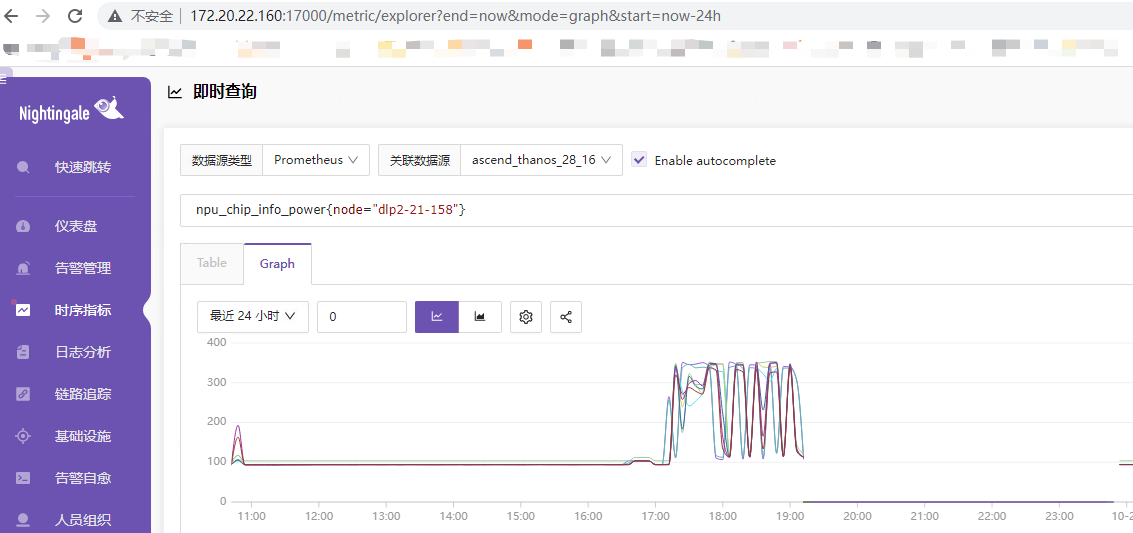 不安全 172.20.22.160:17000/metric/explorer?end=now&mode=graph&start=now-24h
Nightingale
即时查询
快速跳转
仪表盘
告警管理
时序指标
日志分析
链路追踪
基础设施
告警自愈
人员组织
数据源类型 Prometheus 关联数据源 ascend_thanos_28_16 Enable autocomplete
npu_chip_info_power{node="dlp2-21-158"}
Table Graph
最近 24 小时 0
400
300
200
100
0
11:00 12:00 13:00 14:00 15:00 16:00 17:00 18:00 19:00 20:00 21:00 22:00 23:00 10-2